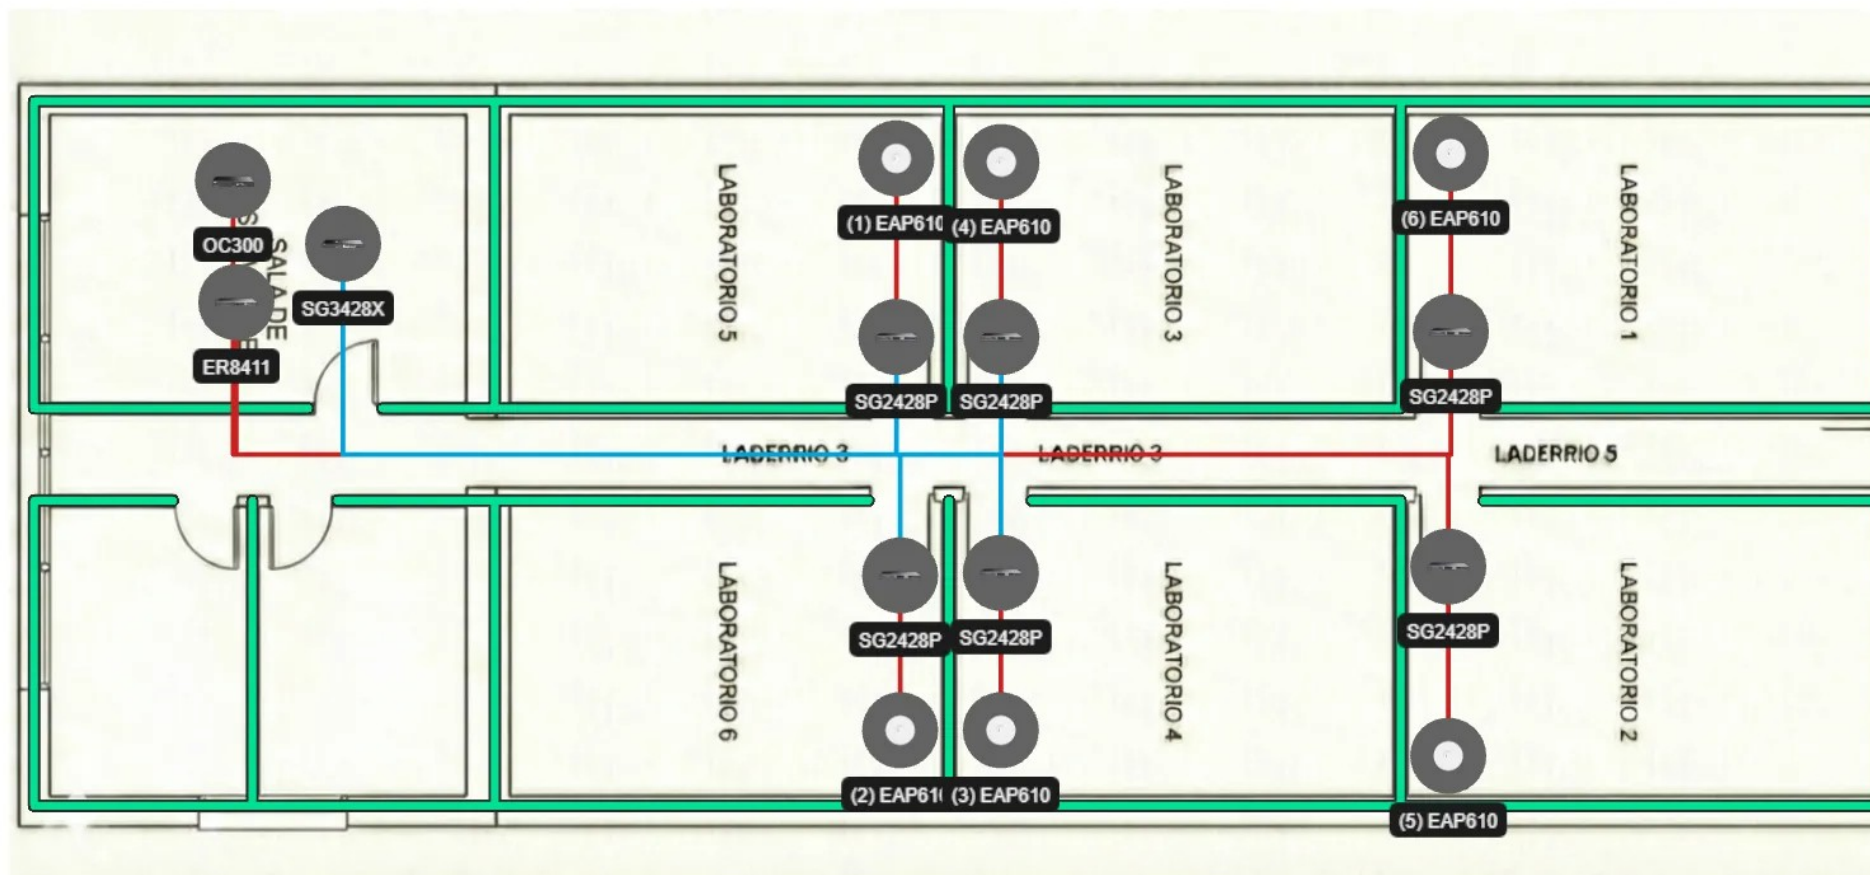 OC300
SALA DE
SG3428X
ER8411
LABORATORIO 5
(1) EAP610
(4) EAP610
LABORATORIO 3
(6) EAP610
LABORATORIO 1
SG2428P
SG2428P
SG2428P
LADERRIO 3
LADERRIO 3
LADERRIO 5
LABORATORIO 6
SG2428P
SG2428P
LABORATORIO 4
SG2428P
LABORATORIO 2
(2) EAP61
(3) EAP610
(5) EAP610